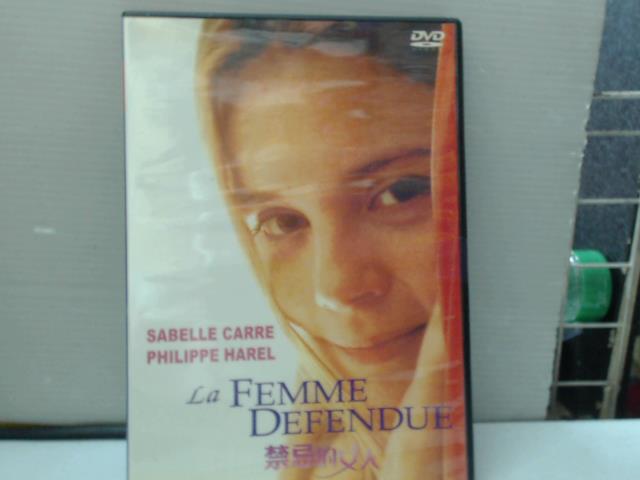 DVD
SABELLE CARRE
PHILIPPE HAREL
La FEMME
DEFENDUE
禁忌的女人